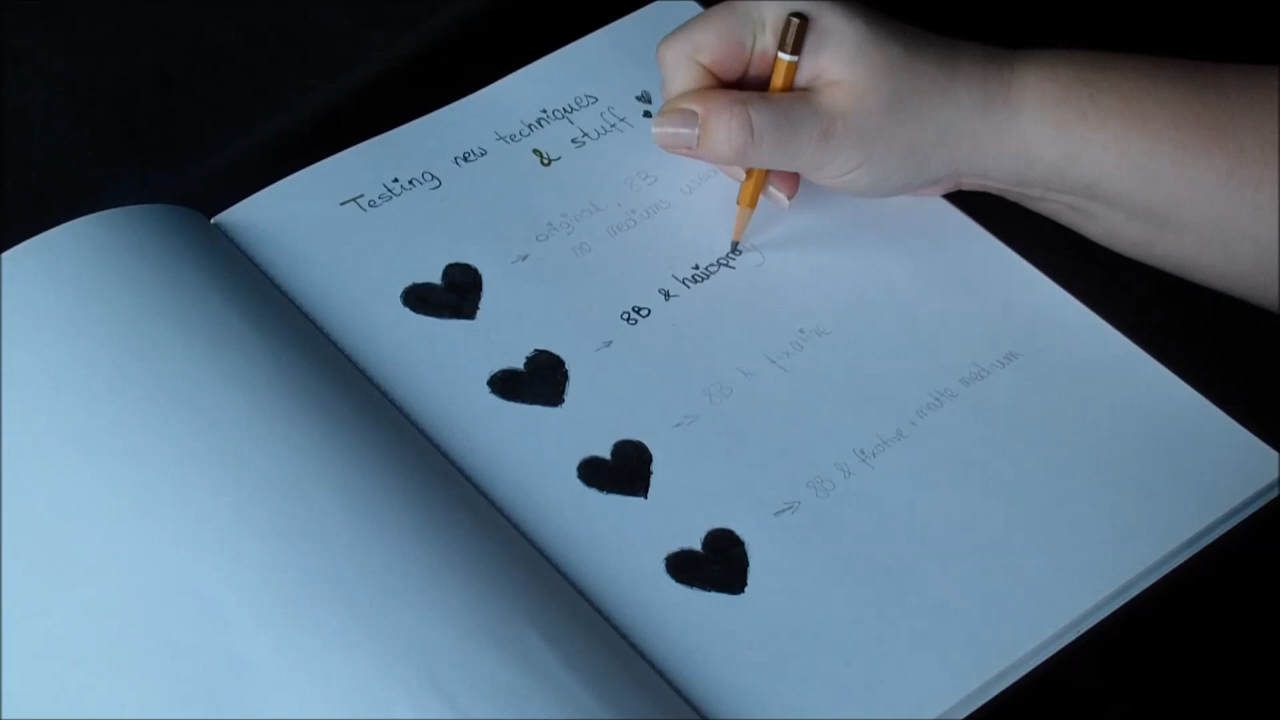 Testing new techniques
& stuff
→ original, 8B
no mediums used
→ 8B & hairspray
→ 8B & fixative
→ 8B & fixative + matte medium